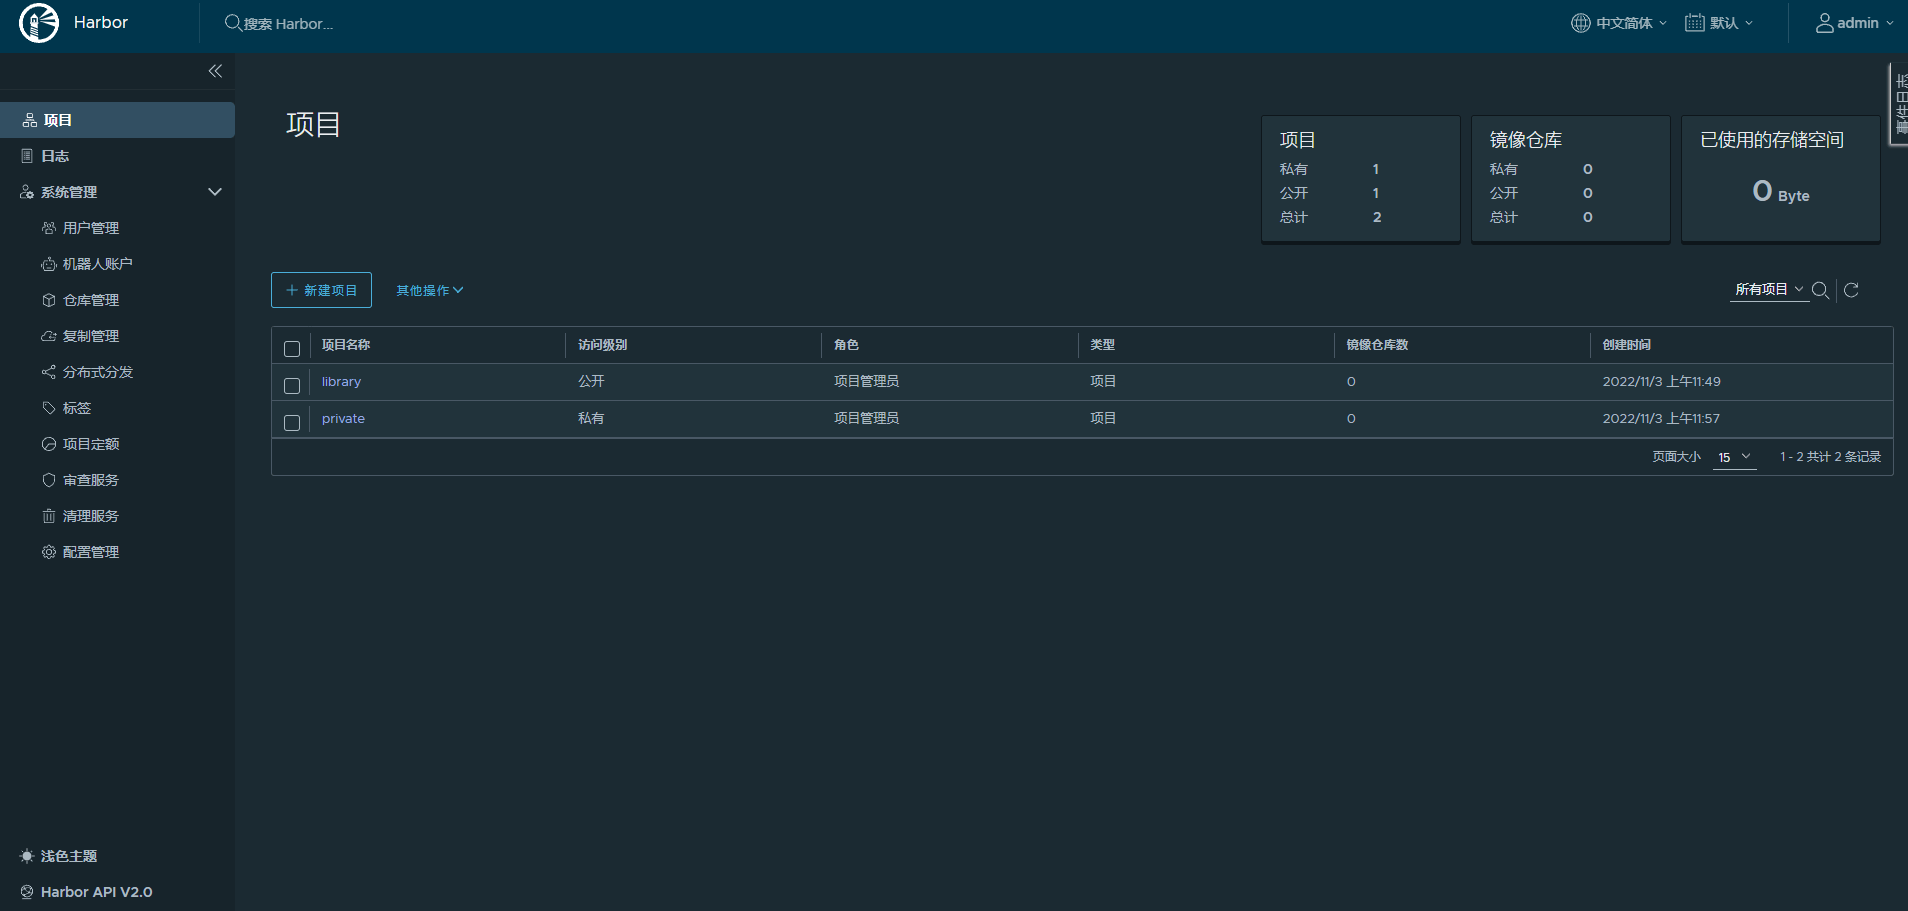 Harbor
搜索 Harbor...
中文简体
默认
admin
事件日志
项目
日志
系统管理
用户管理
机器人账户
仓库管理
复制管理
分布式分发
标签
项目定额
审查服务
清理服务
配置管理
浅色主题
Harbor API V2.0
项目
项目
私有 1
公开 1
总计 2
镜像仓库
私有 0
公开 0
总计 0
已使用的存储空间
0 Byte
+ 新建项目
其他操作
所有项目
项目名称 访问级别 角色 类型 镜像仓库数 创建时间
library 公开 项目管理员 项目 0 2022/11/3 上午11:49
private 私有 项目管理员 项目 0 2022/11/3 上午11:57
页面大小 15 1 - 2 共计 2 条记录